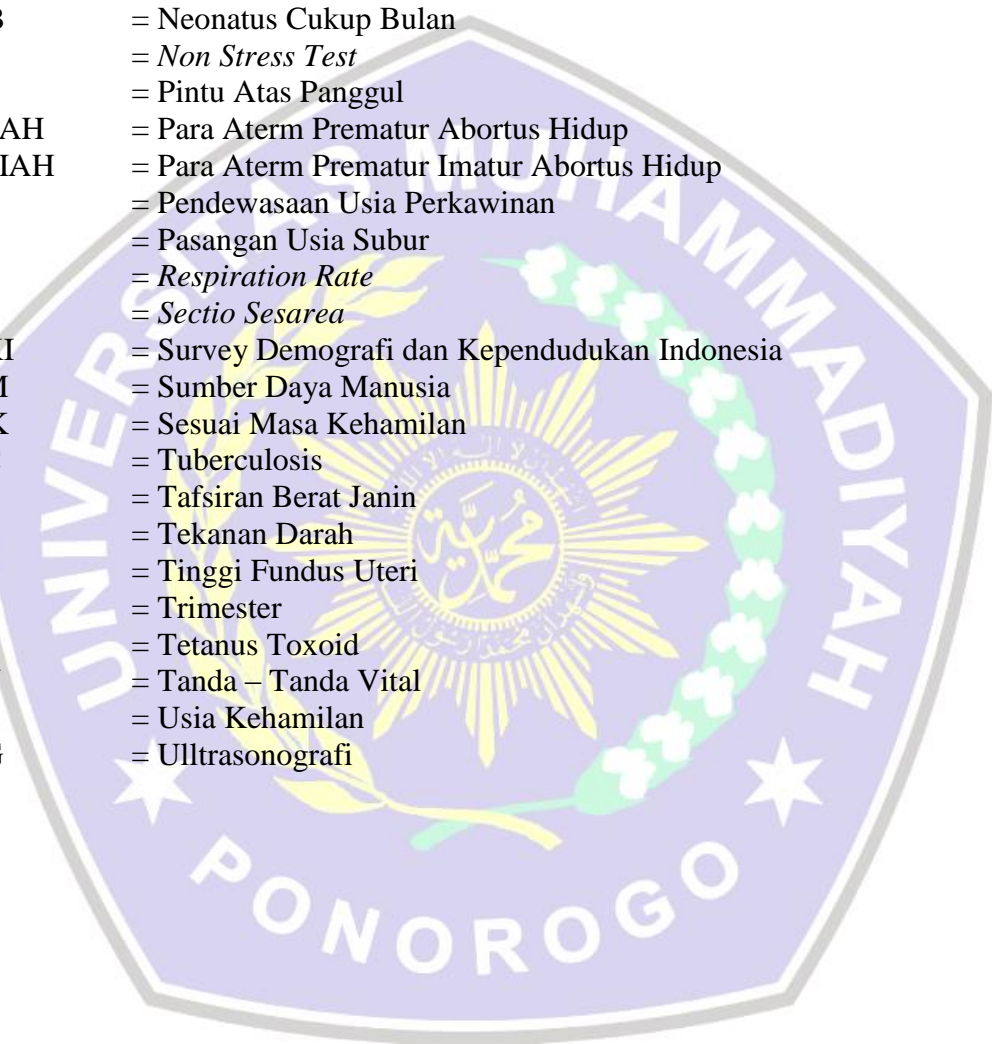 B = Neonatus Cukup Bulan
= Non Stress Test
= Pintu Atas Panggul
AH = Para Aterm Prematur Abortus Hidup
IAH = Para Aterm Prematur Imatur Abortus Hidup
= Pendewasaan Usia Perkawinan
= Pasangan Usia Subur
= Respiration Rate
= Sectio Sesarea
I = Survey Demografi dan Kependudukan Indonesia
M = Sumber Daya Manusia
K = Sesuai Masa Kehamilan
= Tuberculosis
= Tafsiran Berat Janin
= Tekanan Darah
= Tinggi Fundus Uteri
= Trimester
= Tetanus Toxoid
= Tanda – Tanda Vital
= Usia Kehamilan
G = Ulltrasonografi
UNIVERSITAS MUHAMMADIYAH
PONOROGO